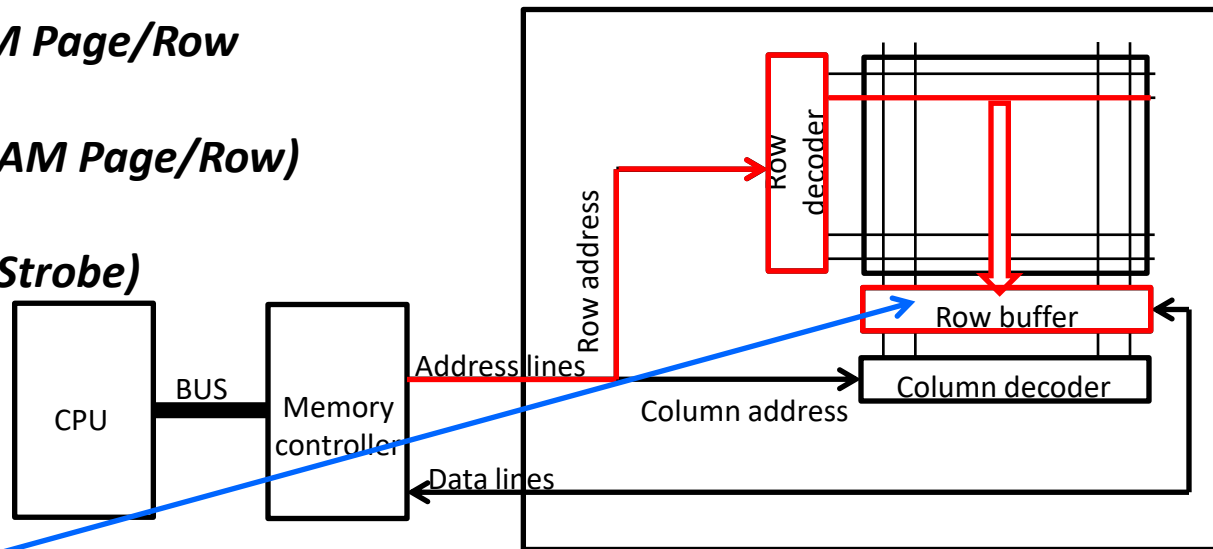 M Page/Row
AM Page/Row)
Strobe)
CPU
BUS
Memory
controller
Address lines
Row address
Row
decoder
Row buffer
Column decoder
Column address
Data lines